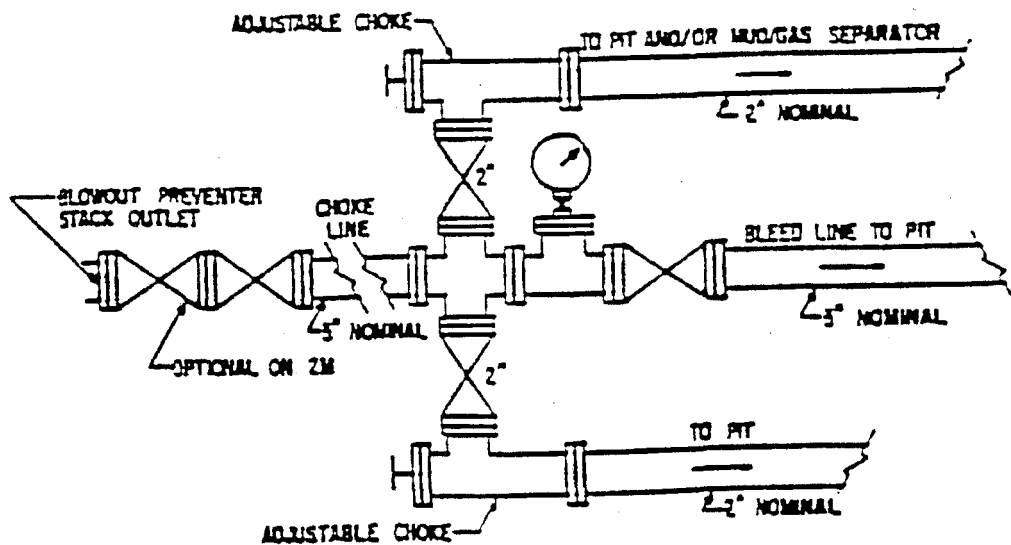 ADJUSTABLE CHOKE
TO PIT AND/OR MUD/GAS SEPARATOR
2" NOMINAL
2"
BLOWOUT PREVENTER
STACK OUTLET
CHOKE
LINE
BLEED LINE TO PIT
3" NOMINAL
3" NOMINAL
OPTIONAL ON 2M
2"
TO PIT
2" NOMINAL
ADJUSTABLE CHOKE